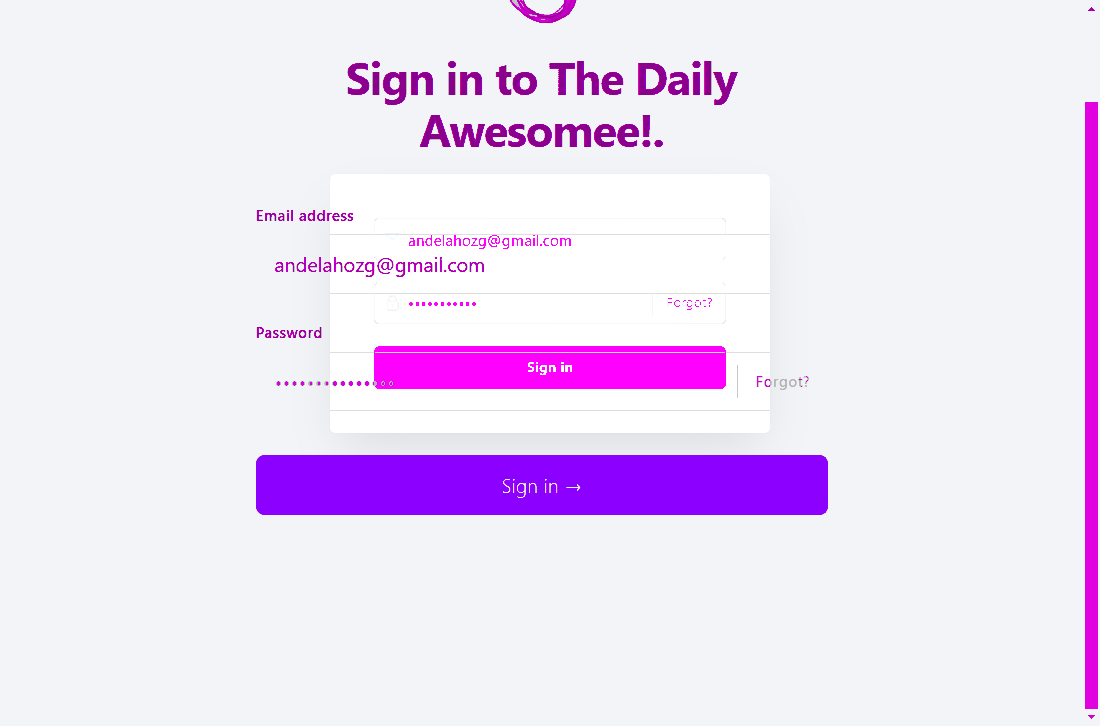 Sign in to The Daily
Awesomee!.
Email address
andelahozg@gmail.com
andelahozg@gmail.com
•••••••••••
Forgot?
Password
Sign in
•••••••••••••••
Forgot?
Sign in →